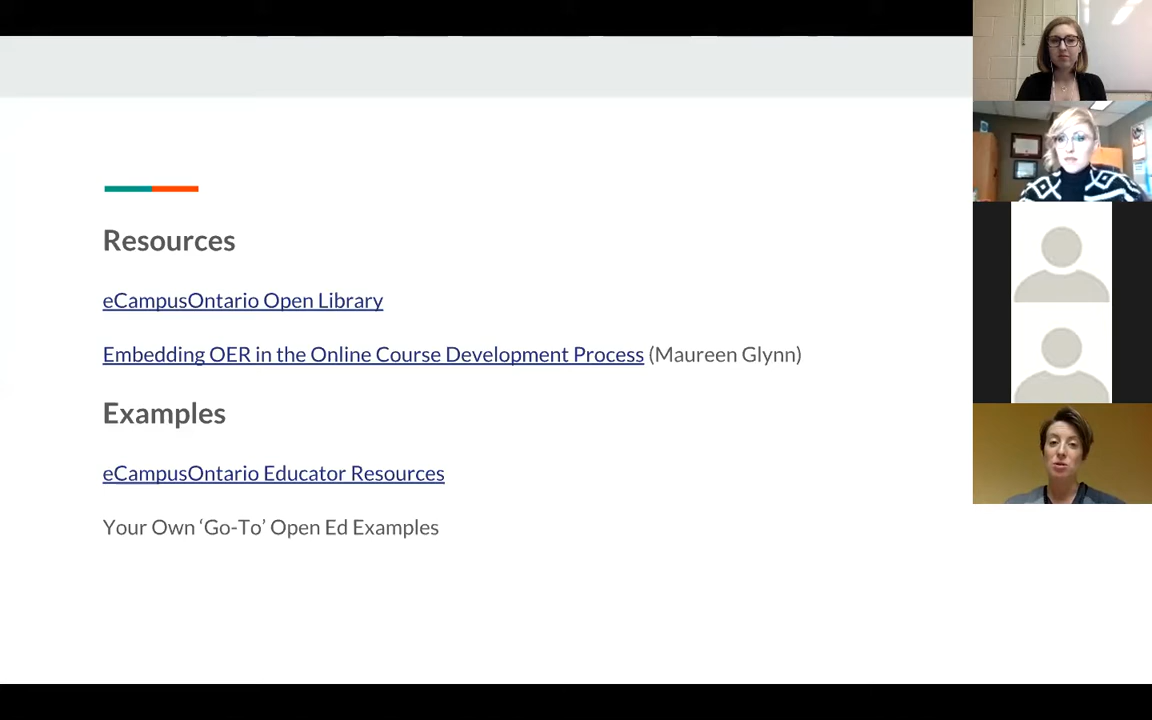 Resources
eCampusOntario Open Library
Embedding OER in the Online Course Development Process (Maureen Glynn)
Examples
eCampusOntario Educator Resources
Your Own ‘Go-To’ Open Ed Examples